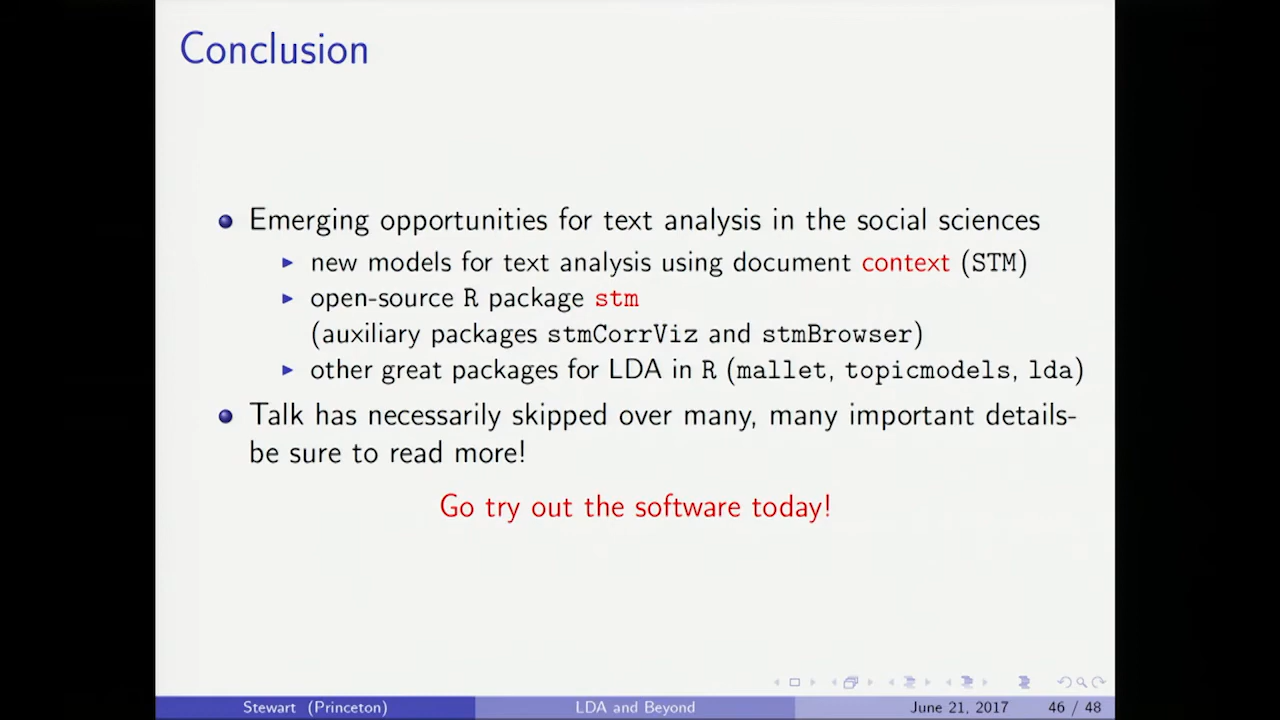 Conclusion
Emerging opportunities for text analysis in the social sciences
new models for text analysis using document context (STM)
open-source R package stm
(auxiliary packages stmCorrViz and stmBrowser)
other great packages for LDA in R (mallet, topicmodels, lda)
Talk has necessarily skipped over many, many important details-
be sure to read more!
Go try out the software today!
Stewart (Princeton) LDA and Beyond June 21, 2017 46 / 48